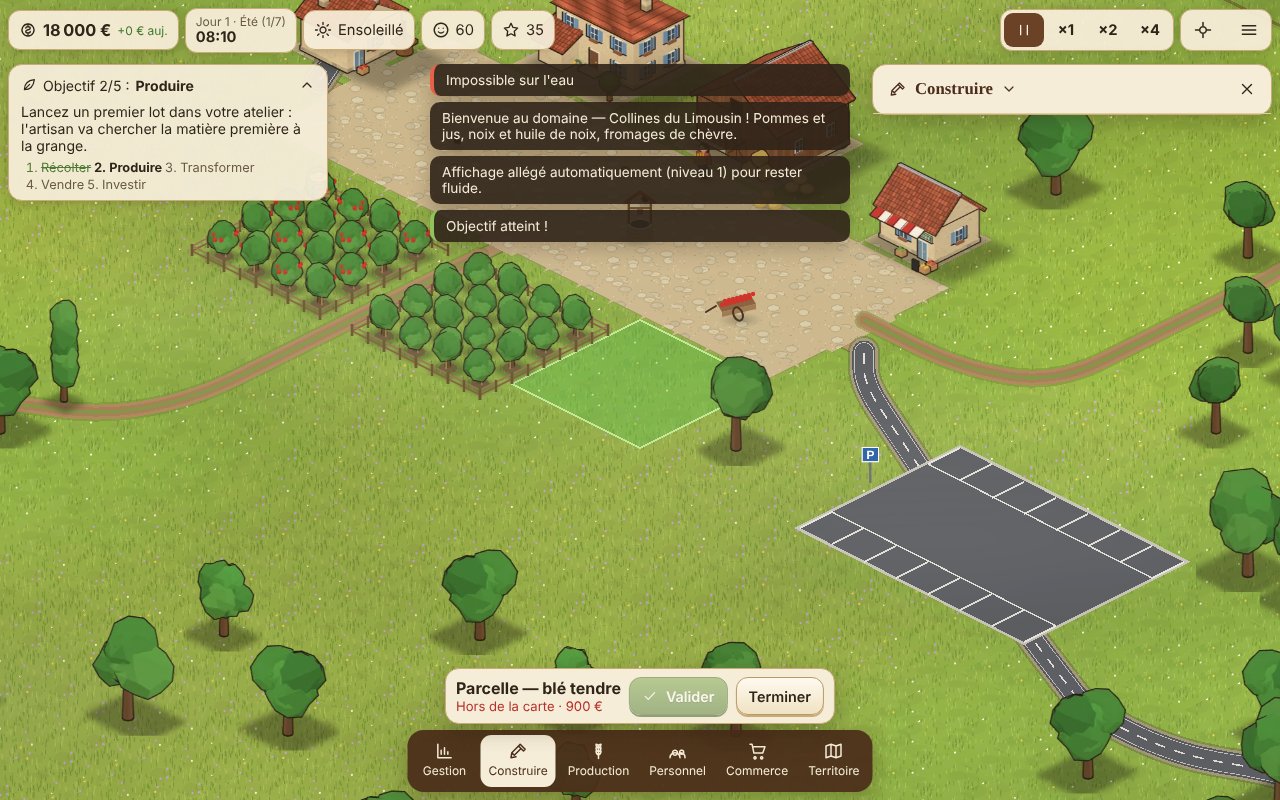 18 000 € +0 € auj.
Jour 1 · Été (1/7)
08:10
Ensoleillé
60
35
×1 ×2 ×4
Objectif 2/5 : Produire
Lancez un premier lot dans votre atelier :
l'artisan va chercher la matière première à
la grange.
1. Récolter 2. Produire 3. Transformer
4. Vendre 5. Investir
Impossible sur l'eau
Bienvenue au domaine — Collines du Limousin ! Pommes et
jus, noix et huile de noix, fromages de chèvre.
Affichage allégé automatiquement (niveau 1) pour rester
fluide.
Objectif atteint !
Construire
P
Parcelle — blé tendre
Hors de la carte · 900 €
Valider
Terminer
Gestion
Construire
Production
Personnel
Commerce
Territoire